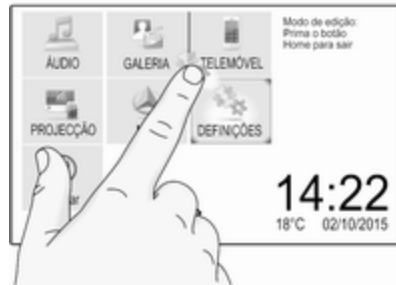 Modo de edição:
Prima o botão
Home para sair
ÁUDIO
GALERIA
TELEMÓVEL
PROJECÇÃO
DEFINIÇÕES
14:22
18°C 02/10/2015